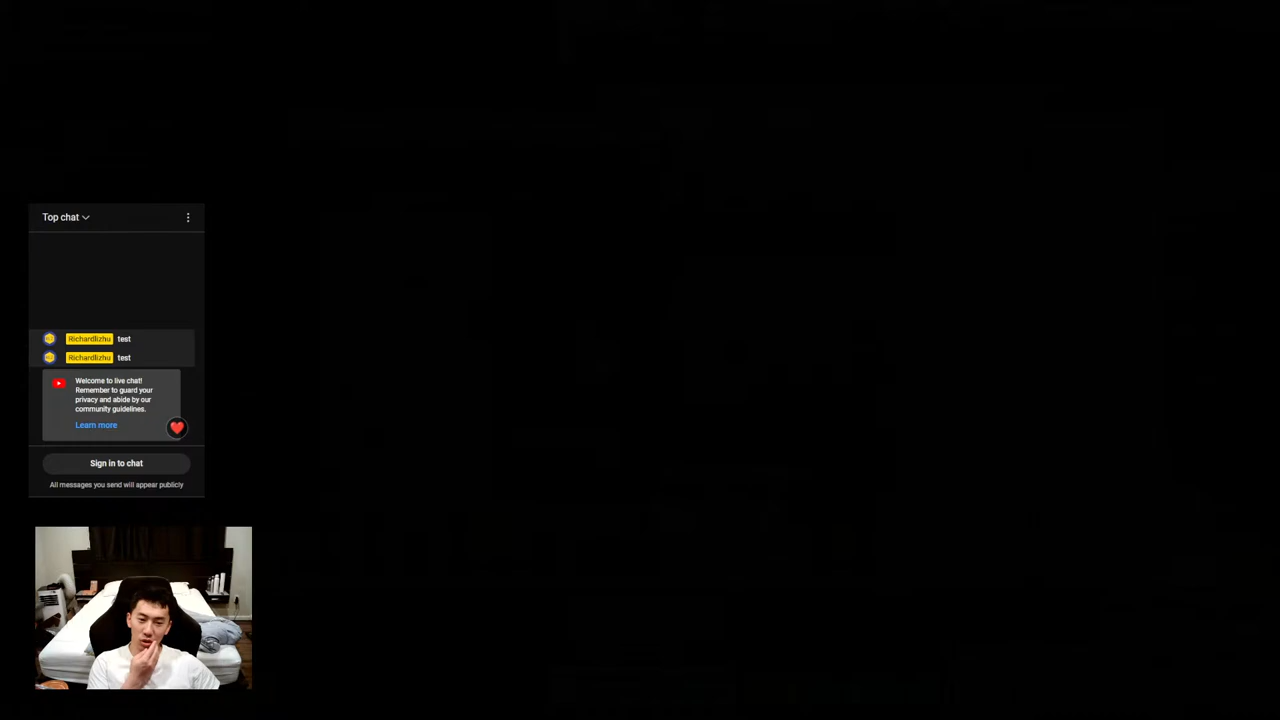 Top chat
Richardlizhu test
Richardlizhu test
Welcome to live chat!
Remember to guard your
privacy and abide by our
community guidelines.
Learn more
Sign in to chat
All messages you send will appear publicly